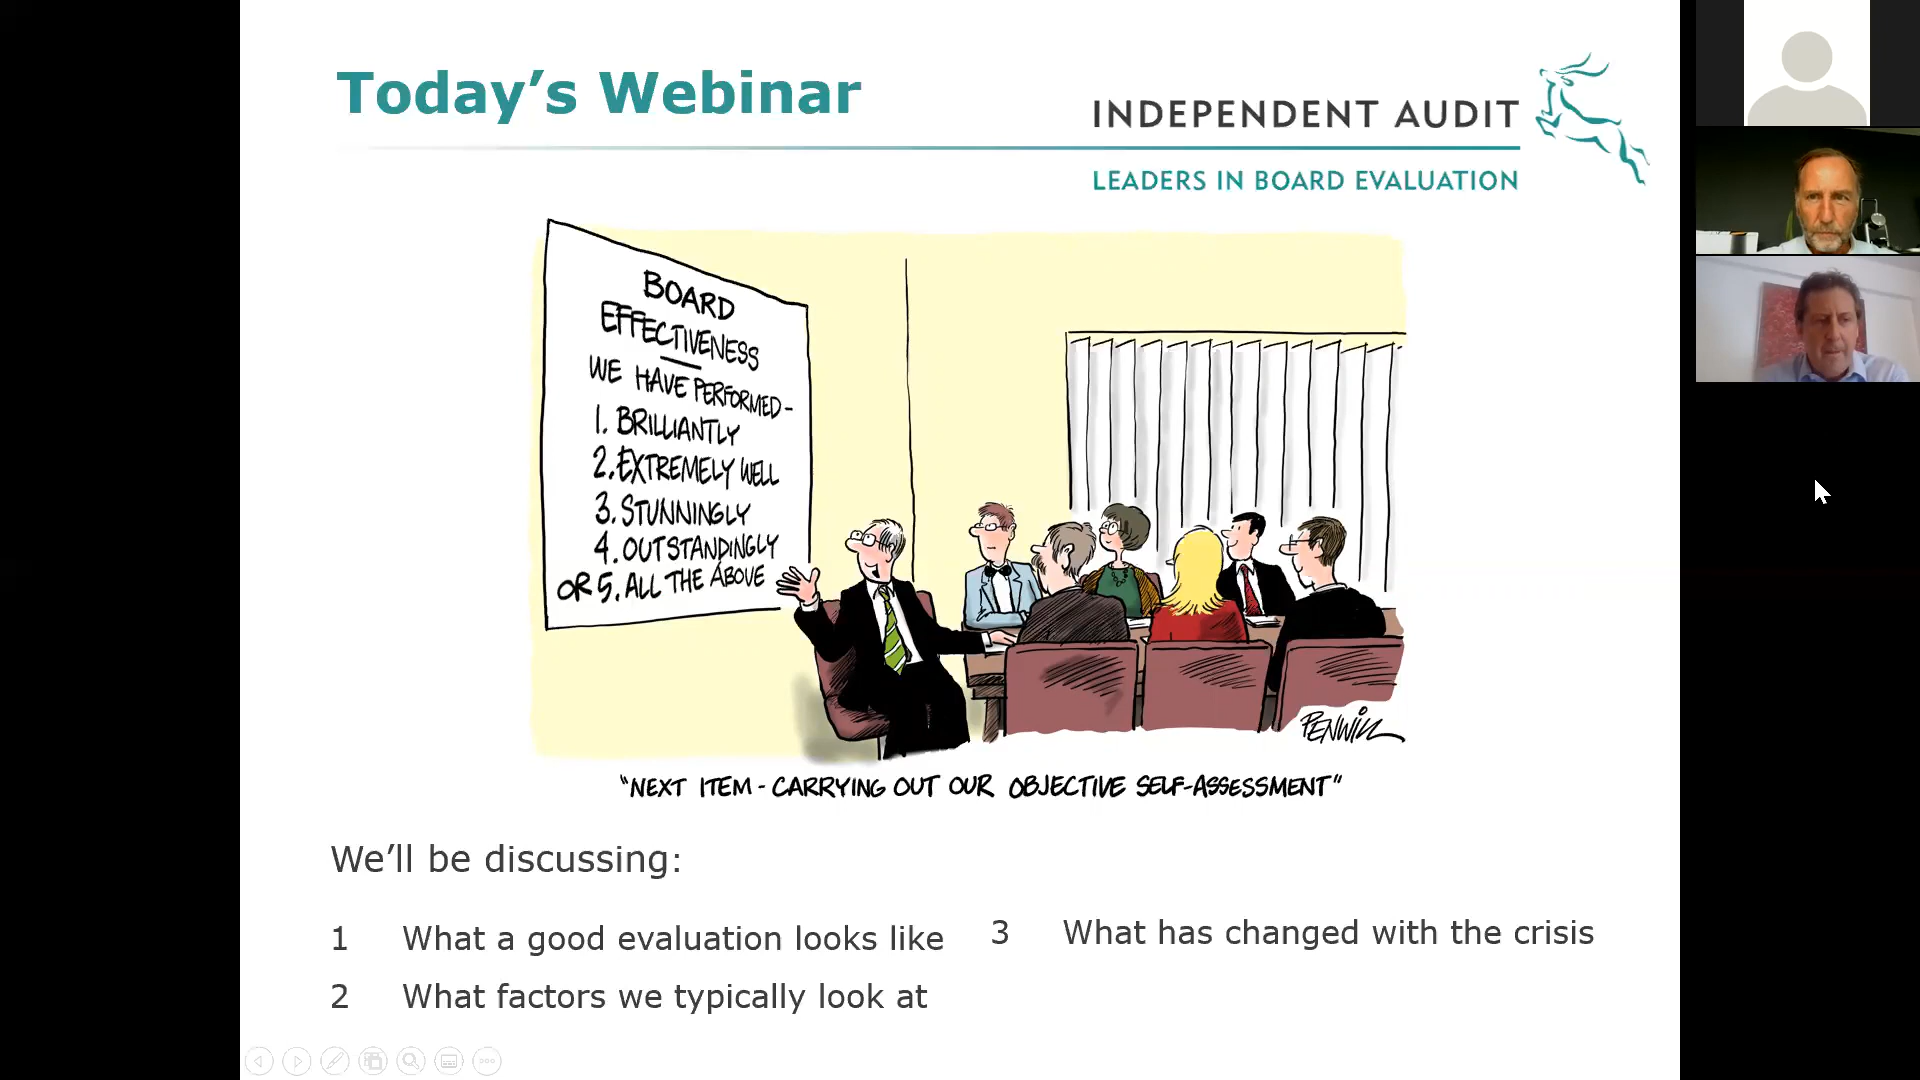 Today’s Webinar
INDEPENDENT AUDIT
LEADERS IN BOARD EVALUATION
BOARD
EFFECTIVENESS
WE HAVE PERFORMED-
1. BRILLIANTLY
2. EXTREMELY WELL
3. STUNNINGLY
4. OUTSTANDINGLY
OR 5. ALL THE ABOVE
PENWILL
“NEXT ITEM - CARRYING OUT OUR OBJECTIVE SELF-ASSESSMENT”
We’ll be discussing:
1 What a good evaluation looks like
2 What factors we typically look at
3 What has changed with the crisis